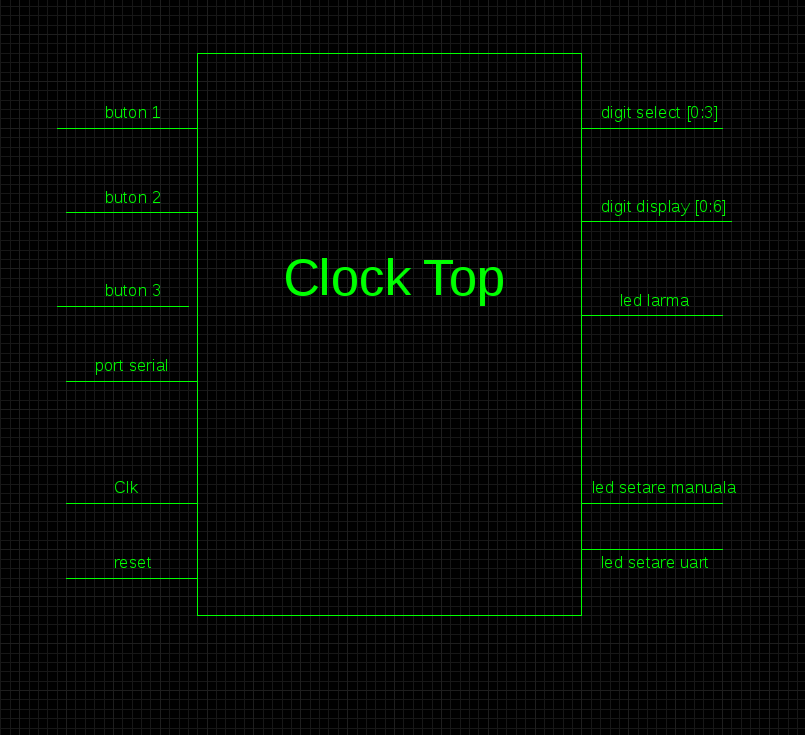 buton 1
digit select [0:3]
buton 2
digit display [0:6]
Clock Top
buton 3
led larma
port serial
Clk
led setare manuala
reset
led setare uart